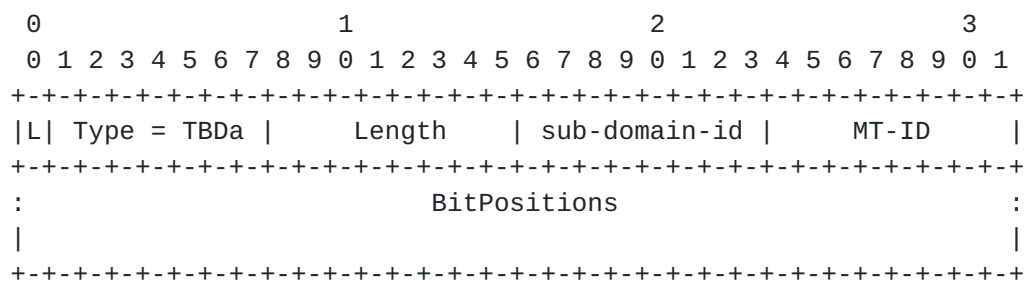 0                   1                   2                   3
 0 1 2 3 4 5 6 7 8 9 0 1 2 3 4 5 6 7 8 9 0 1 2 3 4 5 6 7 8 9 0 1
+-+-+-+-+-+-+-+-+-+-+-+-+-+-+-+-+-+-+-+-+-+-+-+-+-+-+-+-+-+-+-+-+
|L| Type = TBDa |     Length    | sub-domain-id |     MT-ID     |
+-+-+-+-+-+-+-+-+-+-+-+-+-+-+-+-+-+-+-+-+-+-+-+-+-+-+-+-+-+-+-+-+
:                          BitPositions                         :
|                                                               |
+-+-+-+-+-+-+-+-+-+-+-+-+-+-+-+-+-+-+-+-+-+-+-+-+-+-+-+-+-+-+-+-+